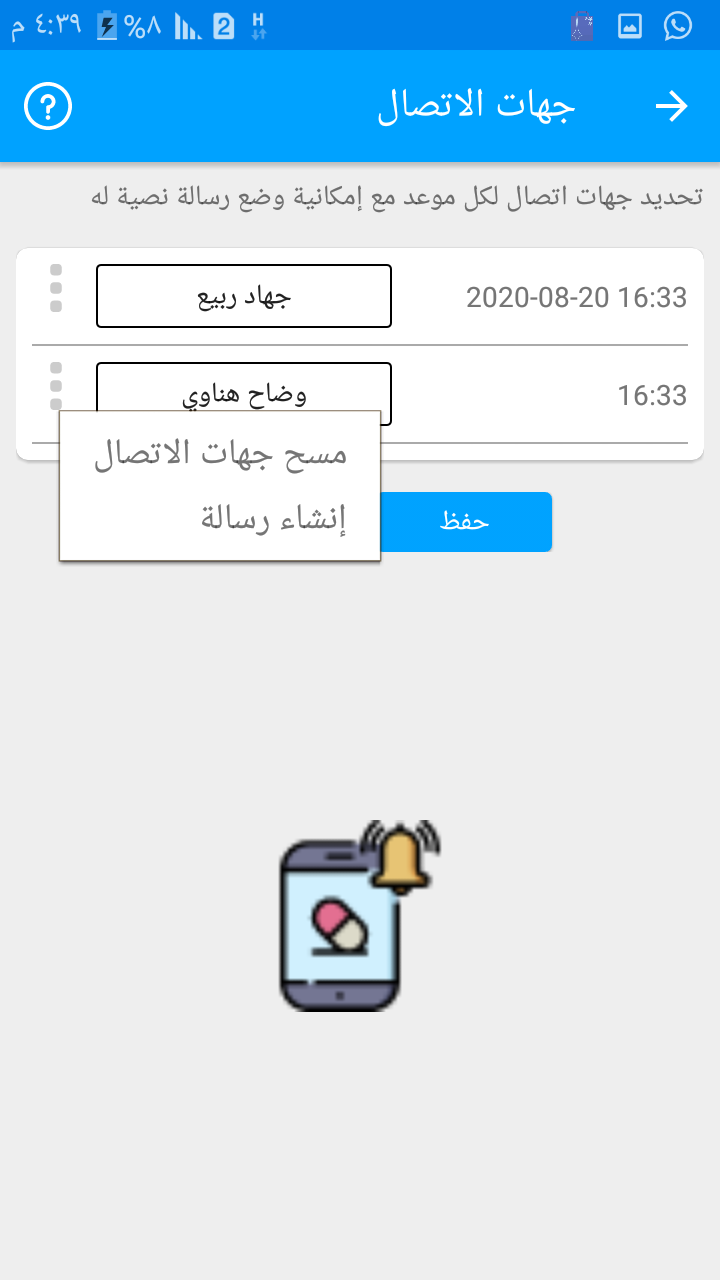 ٤:٣٩ م ٨% 2 H
جهات الاتصال
تحديد جهات اتصال لكل موعد مع إمكانية وضع رسالة نصية له
2020-08-20 16:33 جهاد ربيع
16:33 وضاح هناوي
مسح جهات الاتصال
إنشاء رسالة
حفظ